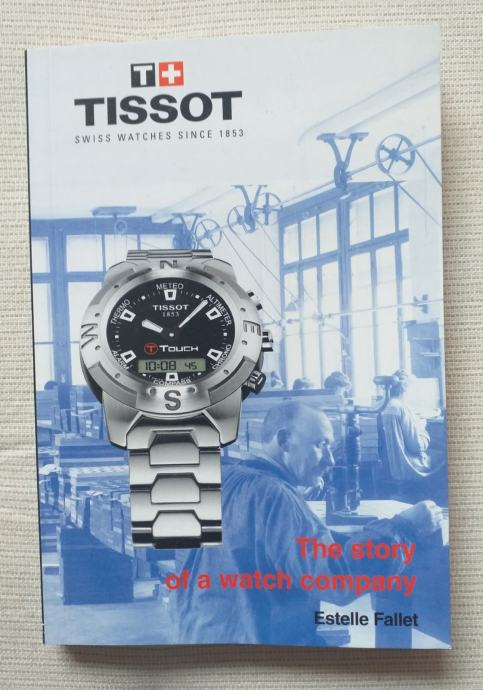 T+
TISSOT
SWISS WATCHES SINCE 1853
N
METEO
THERMO
ALTIMETER
TISSOT
1853
W
E
T TOUCH
ALARM
CHRONO
10:08 45
COMPASS
S
The story
of a watch company
Estelle Fallet